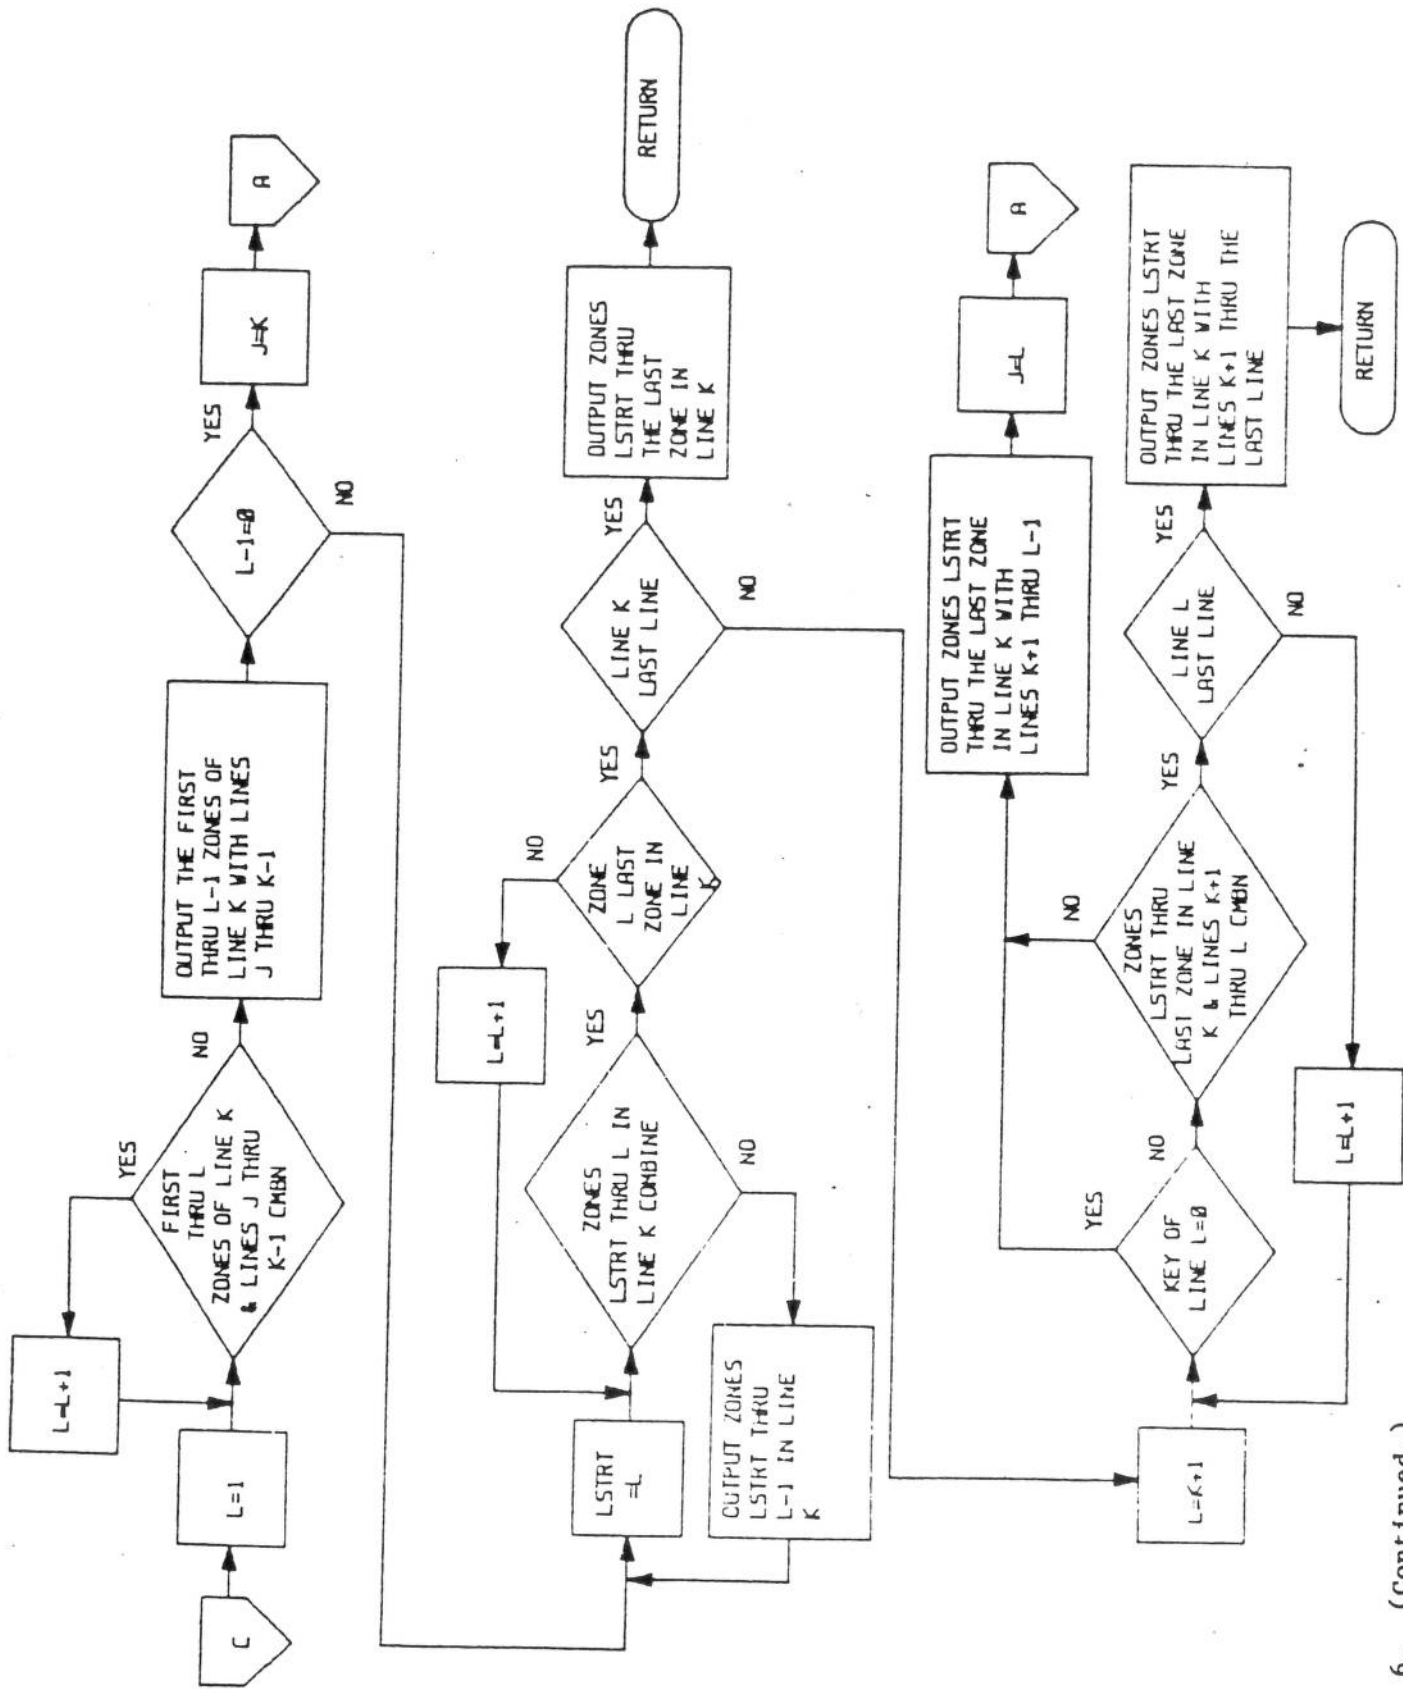 C
L=1
L=L+1
FIRST
THRU L
ZONES OF LINE K
& LINES J THRU
K-1 CMBN
YES
NO
OUTPUT THE FIRST
THRU L-1 ZONES OF
LINE K WITH LINES
J THRU K-1
L-1=0
YES
NO
J=K
A
LSTRT
=L
L=L+1
ZONES
LSTRT THRU L IN
LINE K COMBINE
YES
NO
OUTPUT ZONES
LSTRT THRU
L-1 IN LINE
K
ZONE
L LAST
ZONE IN
LINE
K
NO
YES
LINE K
LAST LINE
YES
NO
OUTPUT ZONES
LSTRT THRU
THE LAST
ZONE IN
LINE K
RETURN
L=K+1
KEY OF
LINE L=0
YES
NO
ZONES
LSTRT THRU
LAST ZONE IN LINE
K & LINES K+1
THRU L CMBN
NO
YES
OUTPUT ZONES LSTRT
THRU THE LAST ZONE
IN LINE K WITH
LINES K+1 THRU L-1
J=L
A
LINE L
LAST LINE
YES
NO
L=L+1
OUTPUT ZONES LSTRT
THRU THE LAST ZONE
IN LINE K WITH
LINES K+1 THRU THE
LAST LINE
RETURN
6. (Continued.)